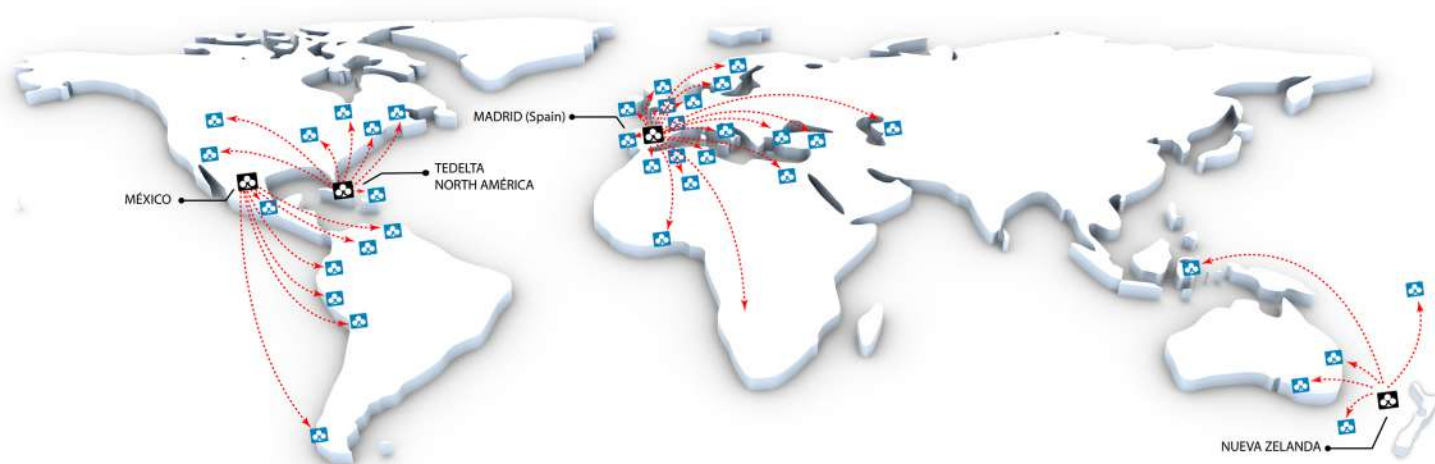 MADRID (Spain)
TEDELTA
NORTH AMÉRICA
MÉXICO
NUEVA ZELANDA